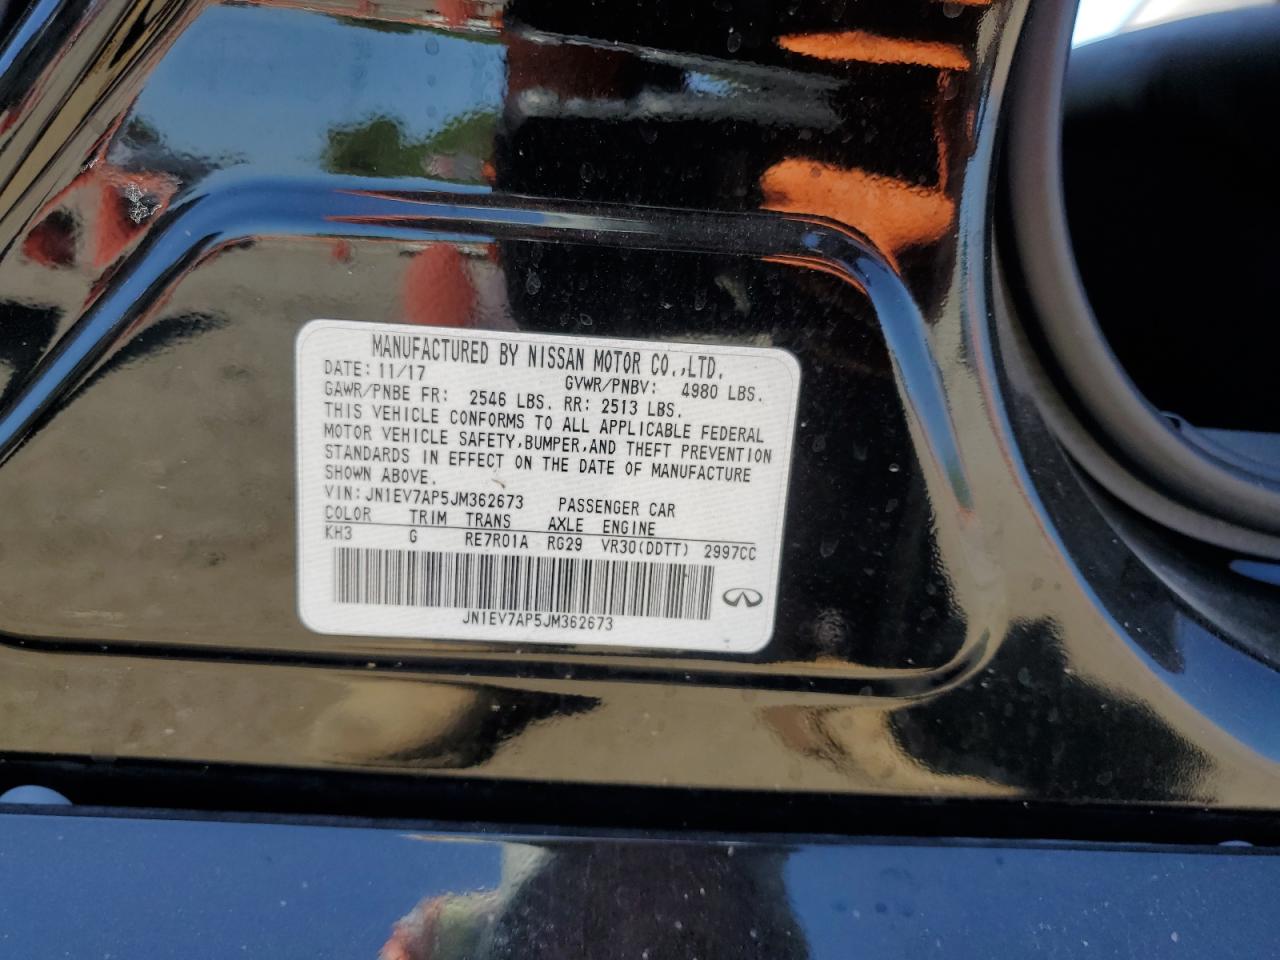 MANUFACTURED BY NISSAN MOTOR CO.,LTD.
DATE: 11/17 GVWR/PNBV: 4980 LBS.
GAWR/PNBE FR: 2546 LBS. RR: 2513 LBS.
THIS VEHICLE CONFORMS TO ALL APPLICABLE FEDERAL
MOTOR VEHICLE SAFETY,BUMPER,AND THEFT PREVENTION
STANDARDS IN EFFECT ON THE DATE OF MANUFACTURE
SHOWN ABOVE.
VIN:JN1EV7AP5JM362673 PASSENGER CAR
COLOR TRIM TRANS AXLE ENGINE
KH3 G RE7R01A RG29 VR30(DDTT) 2997CC
JN1EV7AP5JM362673